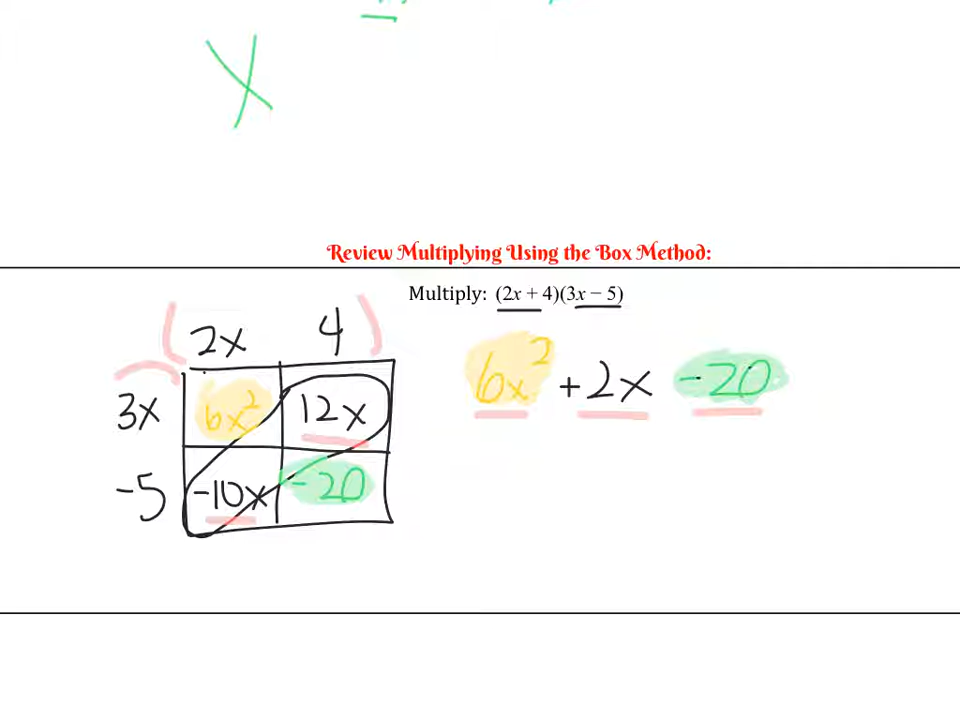 X
Review Multiplying Using the Box Method:
Multiply: (2x + 4)(3x − 5)
( 2x 4 )
3x 6x² 12x
-5 -10x -20
6x² + 2x -20